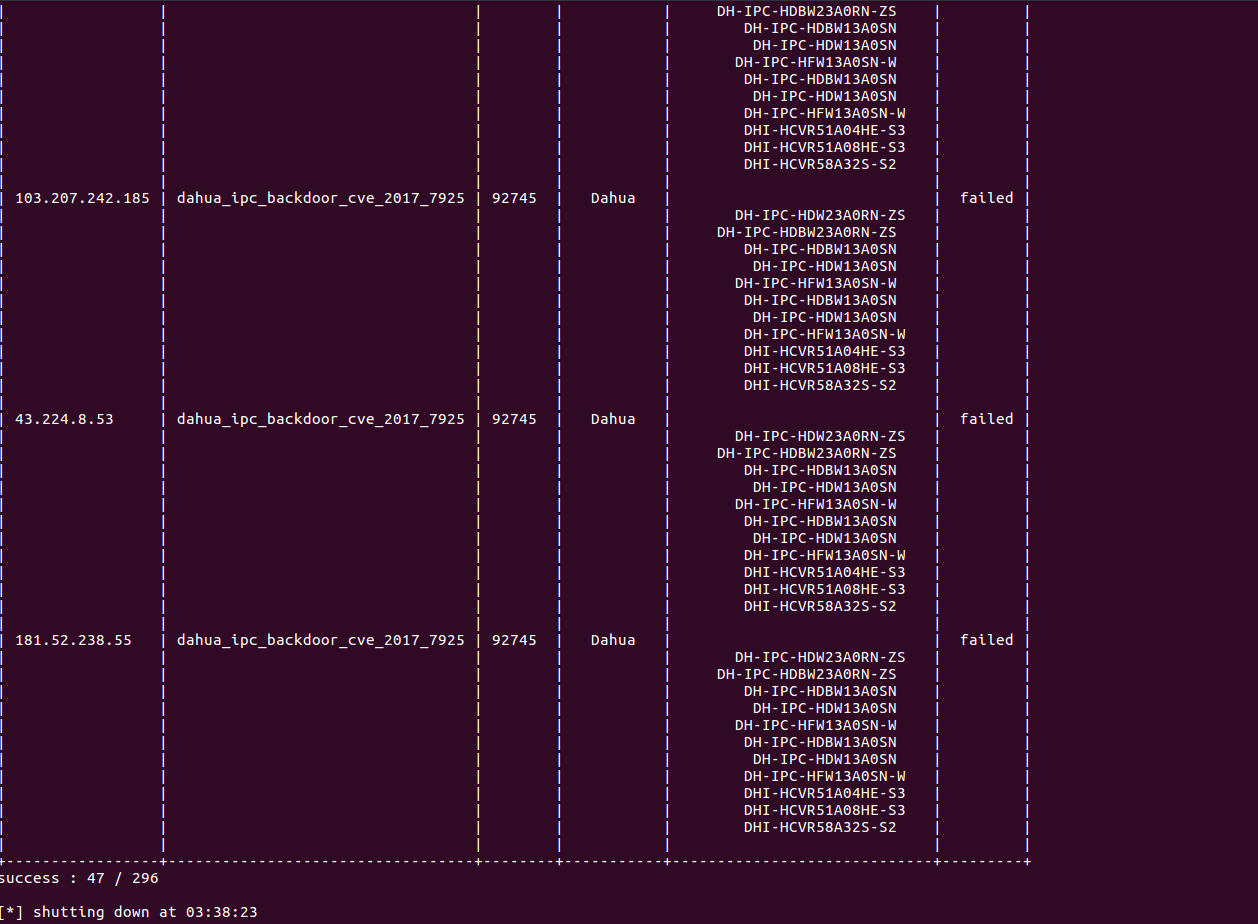 DH-IPC-HDBW23A0RN-ZS
DH-IPC-HDBW13A0SN
DH-IPC-HDW13A0SN
DH-IPC-HFW13A0SN-W
DH-IPC-HDBW13A0SN
DH-IPC-HDW13A0SN
DH-IPC-HFW13A0SN-W
DHI-HCVR51A04HE-S3
DHI-HCVR51A08HE-S3
DHI-HCVR58A32S-S2
103.207.242.185 | dahua_ipc_backdoor_cve_2017_7925 | 92745 | Dahua | | failed |
DH-IPC-HDW23A0RN-ZS
DH-IPC-HDBW23A0RN-ZS
DH-IPC-HDBW13A0SN
DH-IPC-HDW13A0SN
DH-IPC-HFW13A0SN-W
DH-IPC-HDBW13A0SN
DH-IPC-HDW13A0SN
DH-IPC-HFW13A0SN-W
DHI-HCVR51A04HE-S3
DHI-HCVR51A08HE-S3
DHI-HCVR58A32S-S2
43.224.8.53 | dahua_ipc_backdoor_cve_2017_7925 | 92745 | Dahua | | failed |
DH-IPC-HDW23A0RN-ZS
DH-IPC-HDBW23A0RN-ZS
DH-IPC-HDBW13A0SN
DH-IPC-HDW13A0SN
DH-IPC-HFW13A0SN-W
DH-IPC-HDBW13A0SN
DH-IPC-HDW13A0SN
DH-IPC-HFW13A0SN-W
DHI-HCVR51A04HE-S3
DHI-HCVR51A08HE-S3
DHI-HCVR58A32S-S2
181.52.238.55 | dahua_ipc_backdoor_cve_2017_7925 | 92745 | Dahua | | failed |
DH-IPC-HDW23A0RN-ZS
DH-IPC-HDBW23A0RN-ZS
DH-IPC-HDBW13A0SN
DH-IPC-HDW13A0SN
DH-IPC-HFW13A0SN-W
DH-IPC-HDBW13A0SN
DH-IPC-HDW13A0SN
DH-IPC-HFW13A0SN-W
DHI-HCVR51A04HE-S3
DHI-HCVR51A08HE-S3
DHI-HCVR58A32S-S2
success : 47 / 296
[*] shutting down at 03:38:23